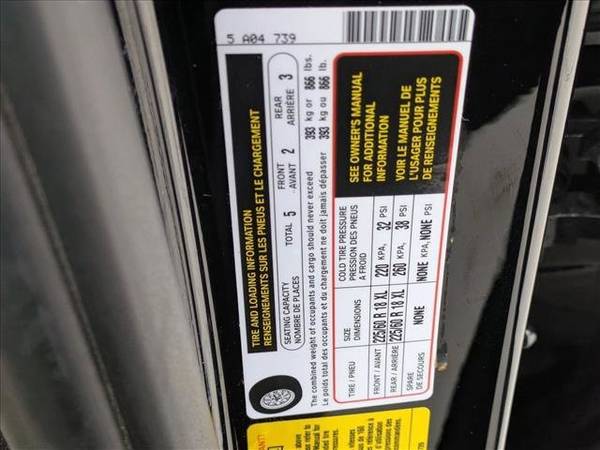 5 A04 739
TIRE AND LOADING INFORMATION
RENSEIGNEMENTS SUR LES PNEUS ET LE CHARGEMENT
SEATING CAPACITY
NOMBRE DE PLACES
TOTAL 5
FRONT
AVANT 2
REAR
ARRIÈRE 3
The combined weight of occupants and cargo should never exceed 393 kg or 866 lbs.
Le poids total des occupants et du chargement ne doit jamais dépasser 393 kg ou 866 lb.
TIRE / PNEU
SIZE
DIMENSIONS
COLD TIRE PRESSURE
PRESSION DES PNEUS
À FROID
FRONT / AVANT 225/60 R 18 XL 220 KPA, 32 PSI
REAR / ARRIÈRE 225/60 R 18 XL 260 KPA, 38 PSI
SPARE
DE SECOURS NONE NONE KPA, NONE PSI
SEE OWNER'S MANUAL
FOR ADDITIONAL
INFORMATION
VOIR LE MANUEL DE
L'USAGER POUR PLUS
DE RENSEIGNEMENTS